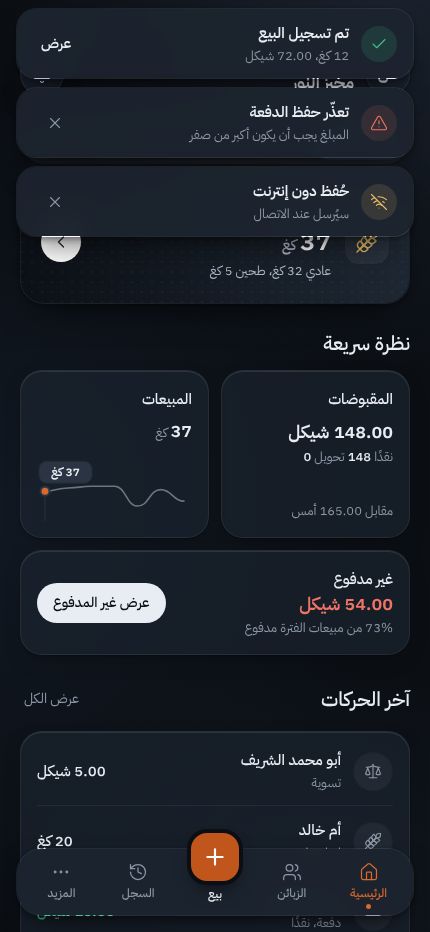 تم تسجيل البيع
12 كغ، 72.00 شيكل
عرض
مخبز النور
تعذّر حفظ الدفعة
المبلغ يجب أن يكون أكبر من صفر
حُفظ دون إنترنت
سيُرسل عند الاتصال
37 كغ
عادي 32 كغ، طحين 5 كغ
نظرة سريعة
المقبوضات
148.00 شيكل
نقدًا 148 تحويل 0
مقابل 165.00 أمس
المبيعات
37 كغ
37 كغ
غير مدفوع
54.00 شيكل
73% من مبيعات الفترة مدفوع
عرض غير المدفوع
آخر الحركات
عرض الكل
أبو محمد الشريف
تسوية
5.00 شيكل
أم خالد
20 كغ
دفعة، نقدًا
الرئيسية
الزبائن
بيع
السجل
المزيد